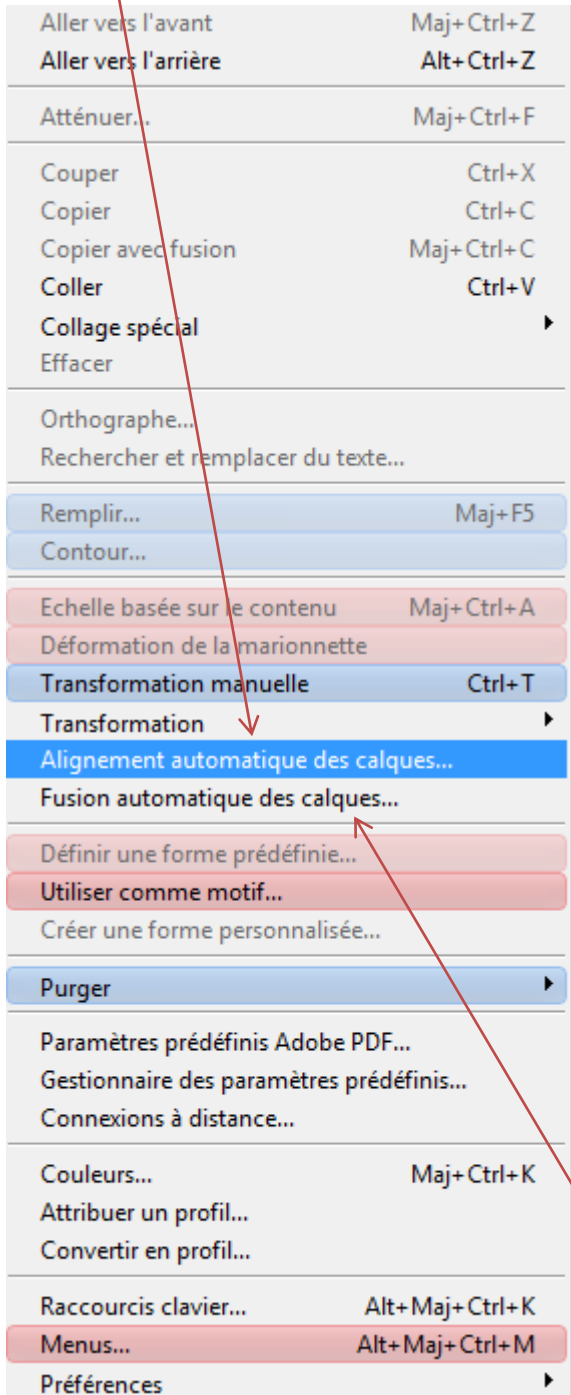 Aller vers l'avant Maj+Ctrl+Z
Aller vers l'arrière Alt+Ctrl+Z
Atténuer... Maj+Ctrl+F
Couper Ctrl+X
Copier Ctrl+C
Copier avec fusion Maj+Ctrl+C
Coller Ctrl+V
Collage spécial
Effacer
Orthographe...
Rechercher et remplacer du texte...
Remplir... Maj+F5
Contour...
Echelle basée sur le contenu Maj+Ctrl+A
Déformation de la marionnette
Transformation manuelle Ctrl+T
Transformation
Alignement automatique des calques...
Fusion automatique des calques...
Définir une forme prédéfinie...
Utiliser comme motif...
Créer une forme personnalisée...
Purger
Paramètres prédéfinis Adobe PDF...
Gestionnaire des paramètres prédéfinis...
Connexions à distance...
Couleurs... Maj+Ctrl+K
Attribuer un profil...
Convertir en profil...
Raccourcis clavier... Alt+Maj+Ctrl+K
Menus... Alt+Maj+Ctrl+M
Préférences